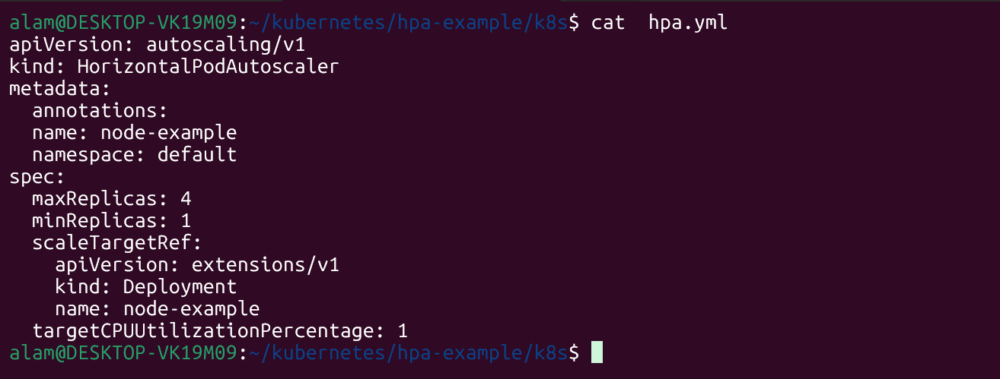 alam@DESKTOP-VK19M09:~/kubernetes/hpa-example/k8s$ cat  hpa.yml
apiVersion: autoscaling/v1
kind: HorizontalPodAutoscaler
metadata:
  annotations:
  name: node-example
  namespace: default
spec:
  maxReplicas: 4
  minReplicas: 1
  scaleTargetRef:
    apiVersion: extensions/v1
    kind: Deployment
    name: node-example
  targetCPUUtilizationPercentage: 1
alam@DESKTOP-VK19M09:~/kubernetes/hpa-example/k8s$